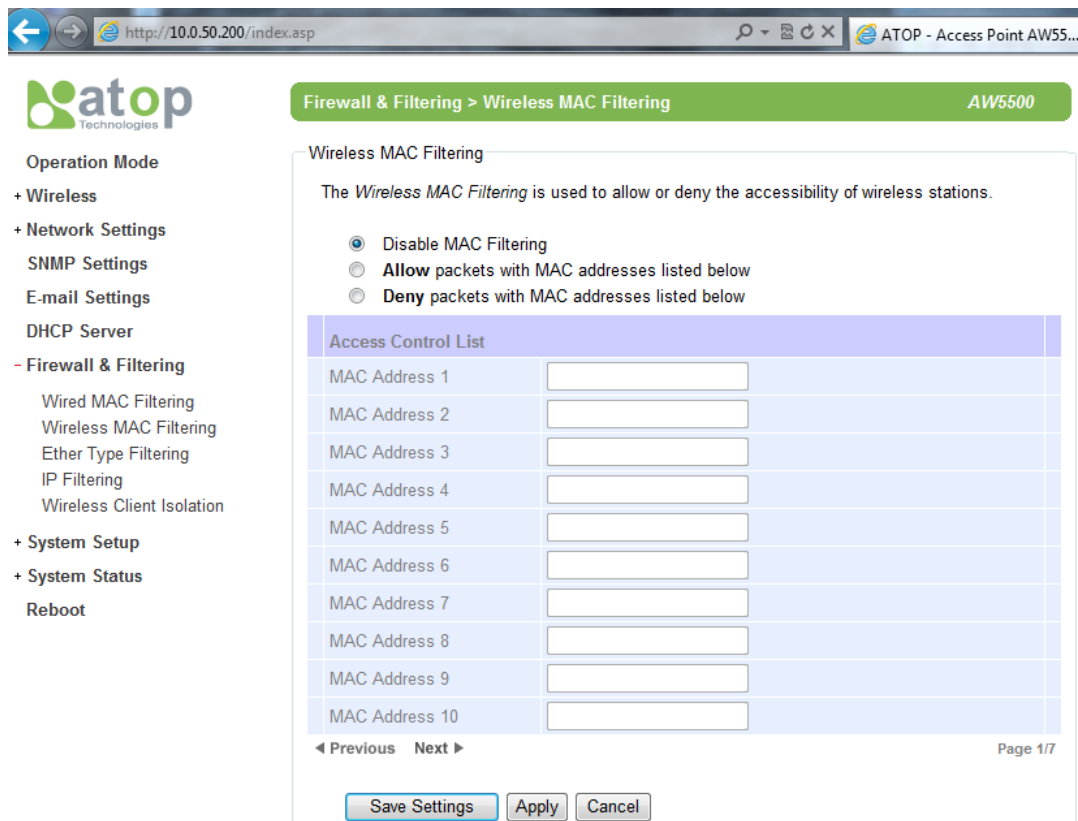 http://10.0.50.200/index.asp
ATOP - Access Point AW55...
atop
Technologies
Firewall & Filtering > Wireless MAC Filtering AW5500
Operation Mode
+ Wireless
+ Network Settings
SNMP Settings
E-mail Settings
DHCP Server
- Firewall & Filtering
Wired MAC Filtering
Wireless MAC Filtering
Ether Type Filtering
IP Filtering
Wireless Client Isolation
+ System Setup
+ System Status
Reboot
Wireless MAC Filtering
The Wireless MAC Filtering is used to allow or deny the accessibility of wireless stations.
Disable MAC Filtering
Allow packets with MAC addresses listed below
Deny packets with MAC addresses listed below
Access Control List
MAC Address 1
MAC Address 2
MAC Address 3
MAC Address 4
MAC Address 5
MAC Address 6
MAC Address 7
MAC Address 8
MAC Address 9
MAC Address 10
Previous Next Page 1/7
Save Settings Apply Cancel